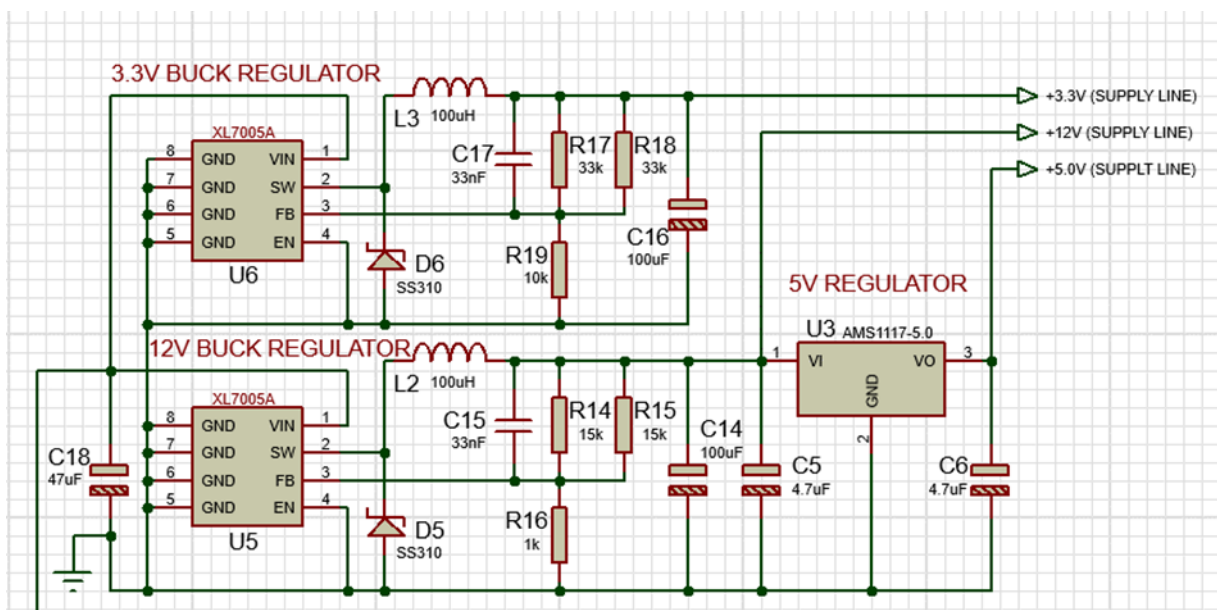 3.3V BUCK REGULATOR
L3 100uH
+3.3V (SUPPLY LINE)
+12V (SUPPLY LINE)
+5.0V (SUPPLT LINE)
XL7005A
8 GND VIN 1
7 GND SW 2
6 GND FB 3
5 GND EN 4
U6
C17
33nF
R17
33k
R18
33k
R19
10k
C16
100uF
D6
SS310
12V BUCK REGULATOR
L2 100uH
5V REGULATOR
U3 AMS1117-5.0
1 VI VO 3
GND
2
XL7005A
8 GND VIN 1
7 GND SW 2
6 GND FB 3
5 GND EN 4
U5
C18
47uF
C15
33nF
R14
15k
R15
15k
R16
1k
C14
100uF
C5
4.7uF
C6
4.7uF
D5
SS310